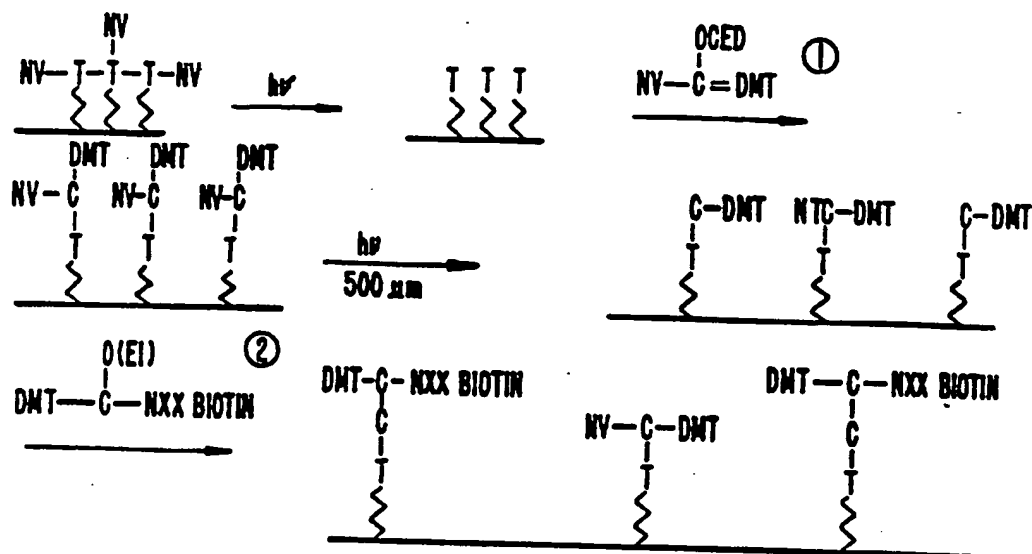 NV
NV—T—T—T—NV
hν
T T T
OCED
NV—C=DMT
①
DMT DMT DMT
NV—C NV—C NV—C
T T T
hν
500 µm
C—DMT NTC—DMT C—DMT
T T T
②
O(EI)
DMT—C—NXX BIOTIN
DMT—C—NXX BIOTIN
C
T
NV—C—DMT
T
DMT—C—NXX BIOTIN
C
T